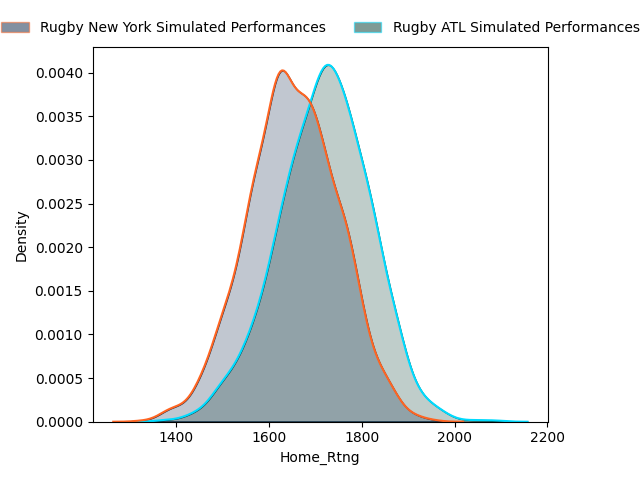 Rugby New York Simulated Performances Rugby ATL Simulated Performances
0.0040
0.0035
0.0030
0.0025
0.0020
0.0015
0.0010
0.0005
0.0000
Density
1400 1600 1800 2000 2200
Home_Rtng